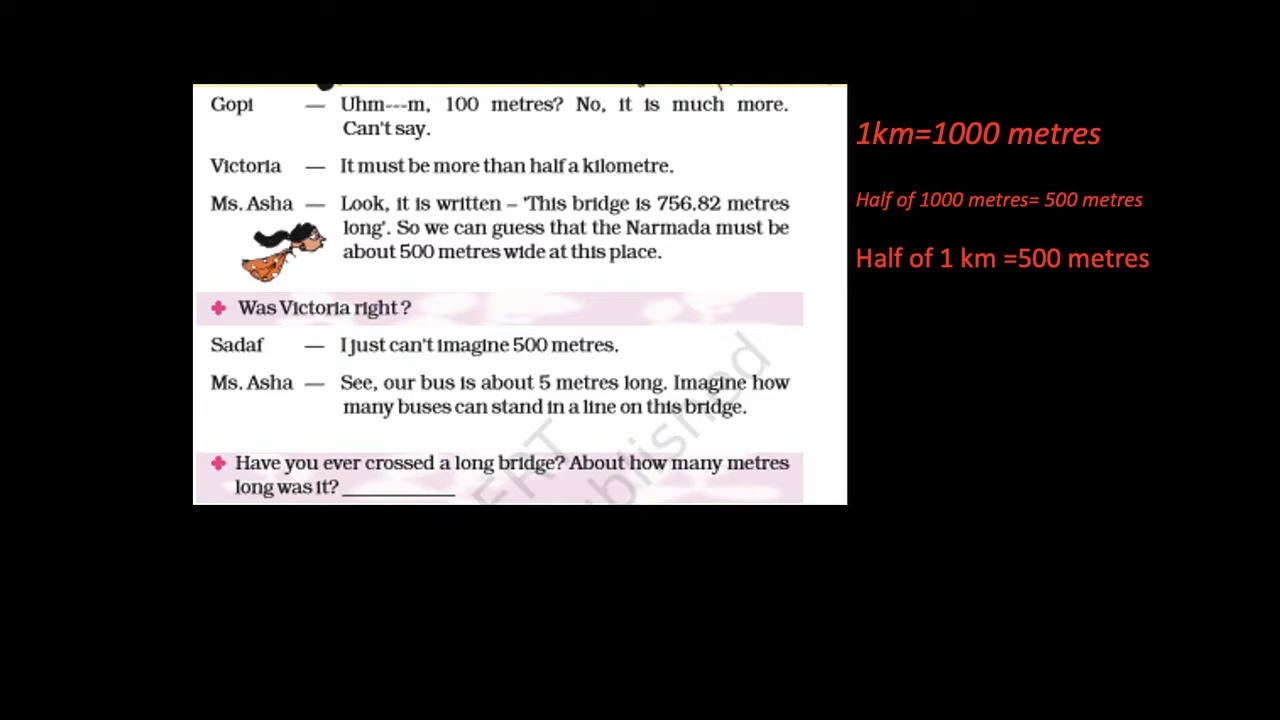 Gopi — Uhm---m, 100 metres? No, it is much more.
Can't say.
Victoria — It must be more than half a kilometre.
Ms. Asha — Look, it is written – 'This bridge is 756.82 metres
long'. So we can guess that the Narmada must be
about 500 metres wide at this place.
Was Victoria right?
Sadaf — I just can't imagine 500 metres.
Ms. Asha — See, our bus is about 5 metres long. Imagine how
many buses can stand in a line on this bridge.
Have you ever crossed a long bridge? About how many metres
long was it? __________
1km=1000 metres
Half of 1000 metres= 500 metres
Half of 1 km =500 metres